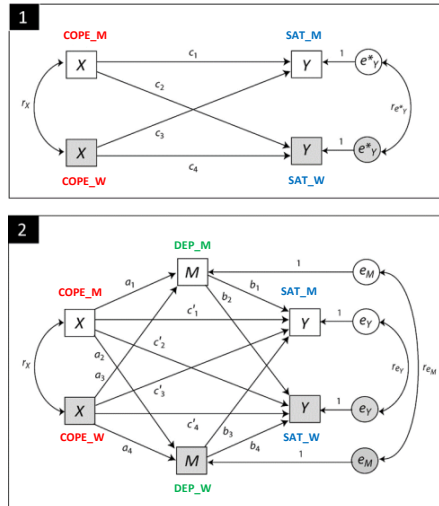 1
COPE_M
SAT_M
X
c1
Y
1
e*Y
rX
c2
re*Y
c3
X
c4
Y
1
e*Y
COPE_W
SAT_W
2
DEP_M
M
1
eM
COPE_M
a1
b1
SAT_M
b2
X
c'1
Y
1
eY
a2
c'2
rX
a3
c'3
reY
reM
X
c'4
Y
1
eY
COPE_W
a4
b3
b4
SAT_W
M
1
eM
DEP_W